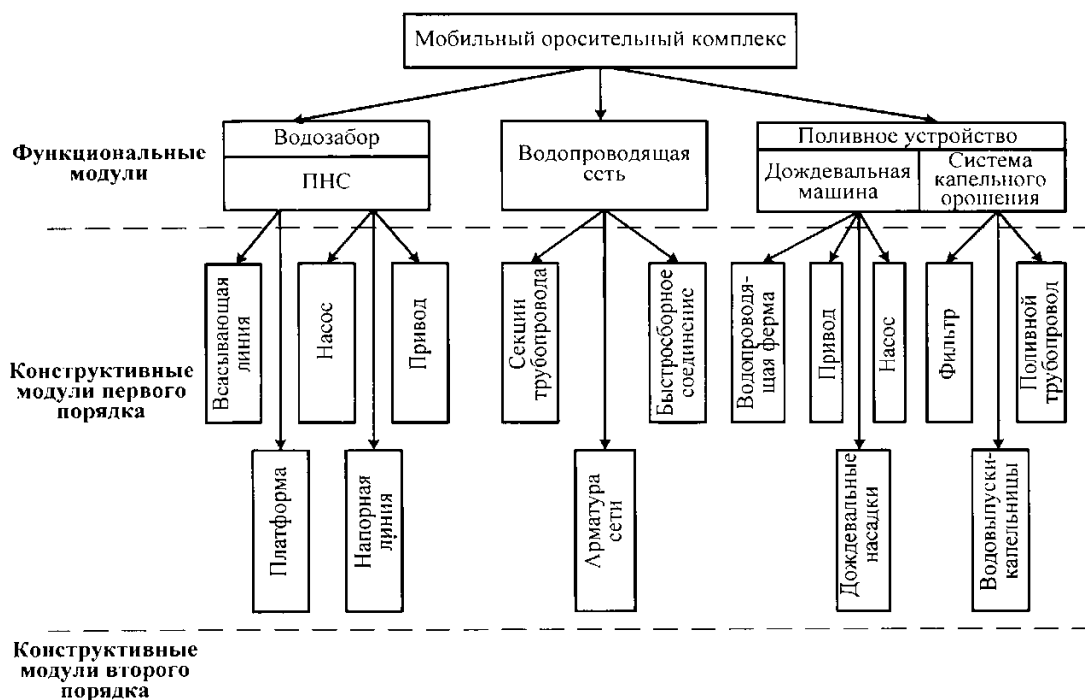 Мобильный оросительный комплекс
Функциональные
модули
Водозабор
ПНС
Водопроводящая
сеть
Поливное устройство
Дождевальная
машина
Система
капельного
орошения
Конструктивные
модули первого
порядка
Всасывающая
линия
Насос
Привод
Секции
трубопровода
Быстросборное
соединение
Водопроводя-
щая ферма
Привод
Насос
Фильтр
Поливной
трубопровод
Платформа
Напорная
линия
Арматура
сети
Дождевальные
насадки
Водовыпуски-
капельницы
Конструктивные
модули второго
порядка